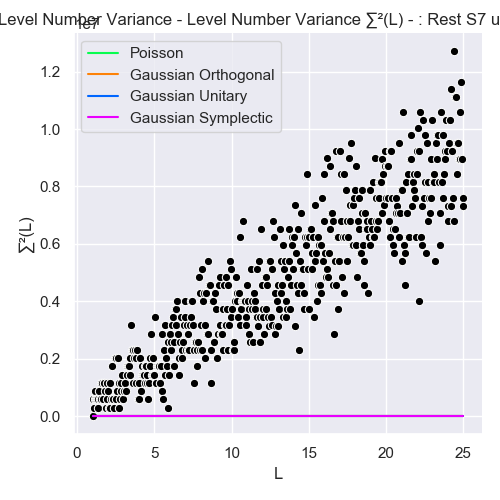 Level Number Variance - Level Number Variance ∑²(L) - : Rest S7 u
Poisson
Gaussian Orthogonal
Gaussian Unitary
Gaussian Symplectic
1.2
1.0
0.8
0.6
0.4
0.2
0.0
∑²(L)
0 5 10 15 20 25
L